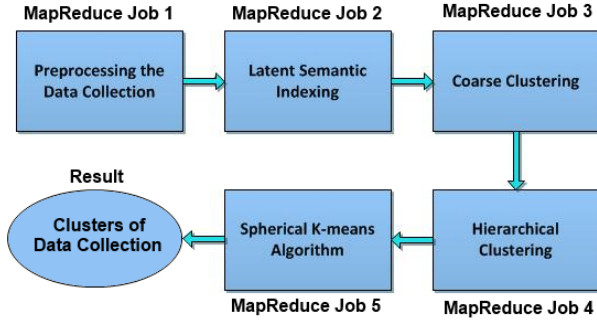 MapReduce Job 1
MapReduce Job 2
MapReduce Job 3
Preprocessing the
Data Collection
Latent Semantic
Indexing
Coarse Clustering
Result
Clusters of
Data Collection
Spherical K-means
Algorithm
Hierarchical
Clustering
MapReduce Job 5
MapReduce Job 4